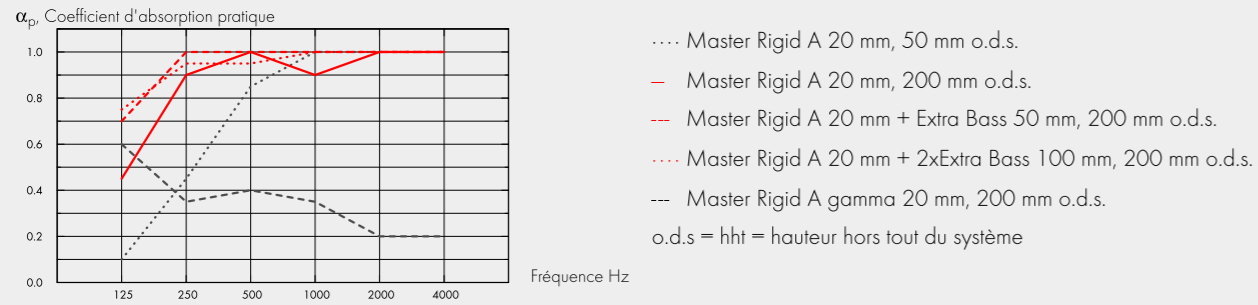 αp, Coefficient d'absorption pratique
1.0
0.8
0.6
0.4
0.2
0.0
125 250 500 1000 2000 4000
Fréquence Hz
Master Rigid A 20 mm, 50 mm o.d.s.
Master Rigid A 20 mm, 200 mm o.d.s.
Master Rigid A 20 mm + Extra Bass 50 mm, 200 mm o.d.s.
Master Rigid A 20 mm + 2xExtra Bass 100 mm, 200 mm o.d.s.
Master Rigid A gamma 20 mm, 200 mm o.d.s.
o.d.s = hht = hauteur hors tout du système